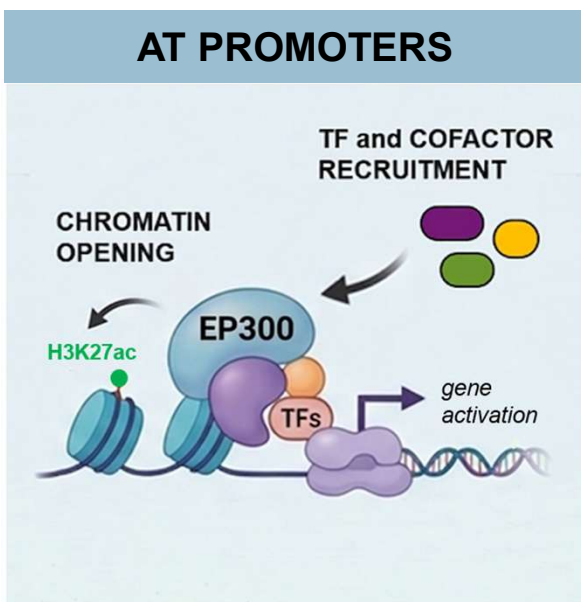 AT PROMOTERS
TF and COFACTOR
RECRUITMENT
CHROMATIN
OPENING
EP300
H3K27ac
TFs
gene
activation